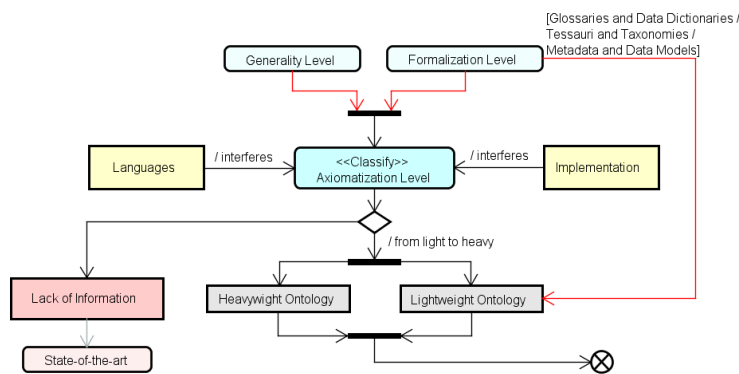 [Glossaries and Data Dictionaries /
Tessauri and Taxonomies /
Metadata and Data Models]
Generality Level
Formalization Level
Languages
/ interferes
<<Classify>>
Axiomatization Level
/ interferes
Implementation
/ from light to heavy
Lack of Information
Heavywight Ontology
Lightweight Ontology
State-of-the-art